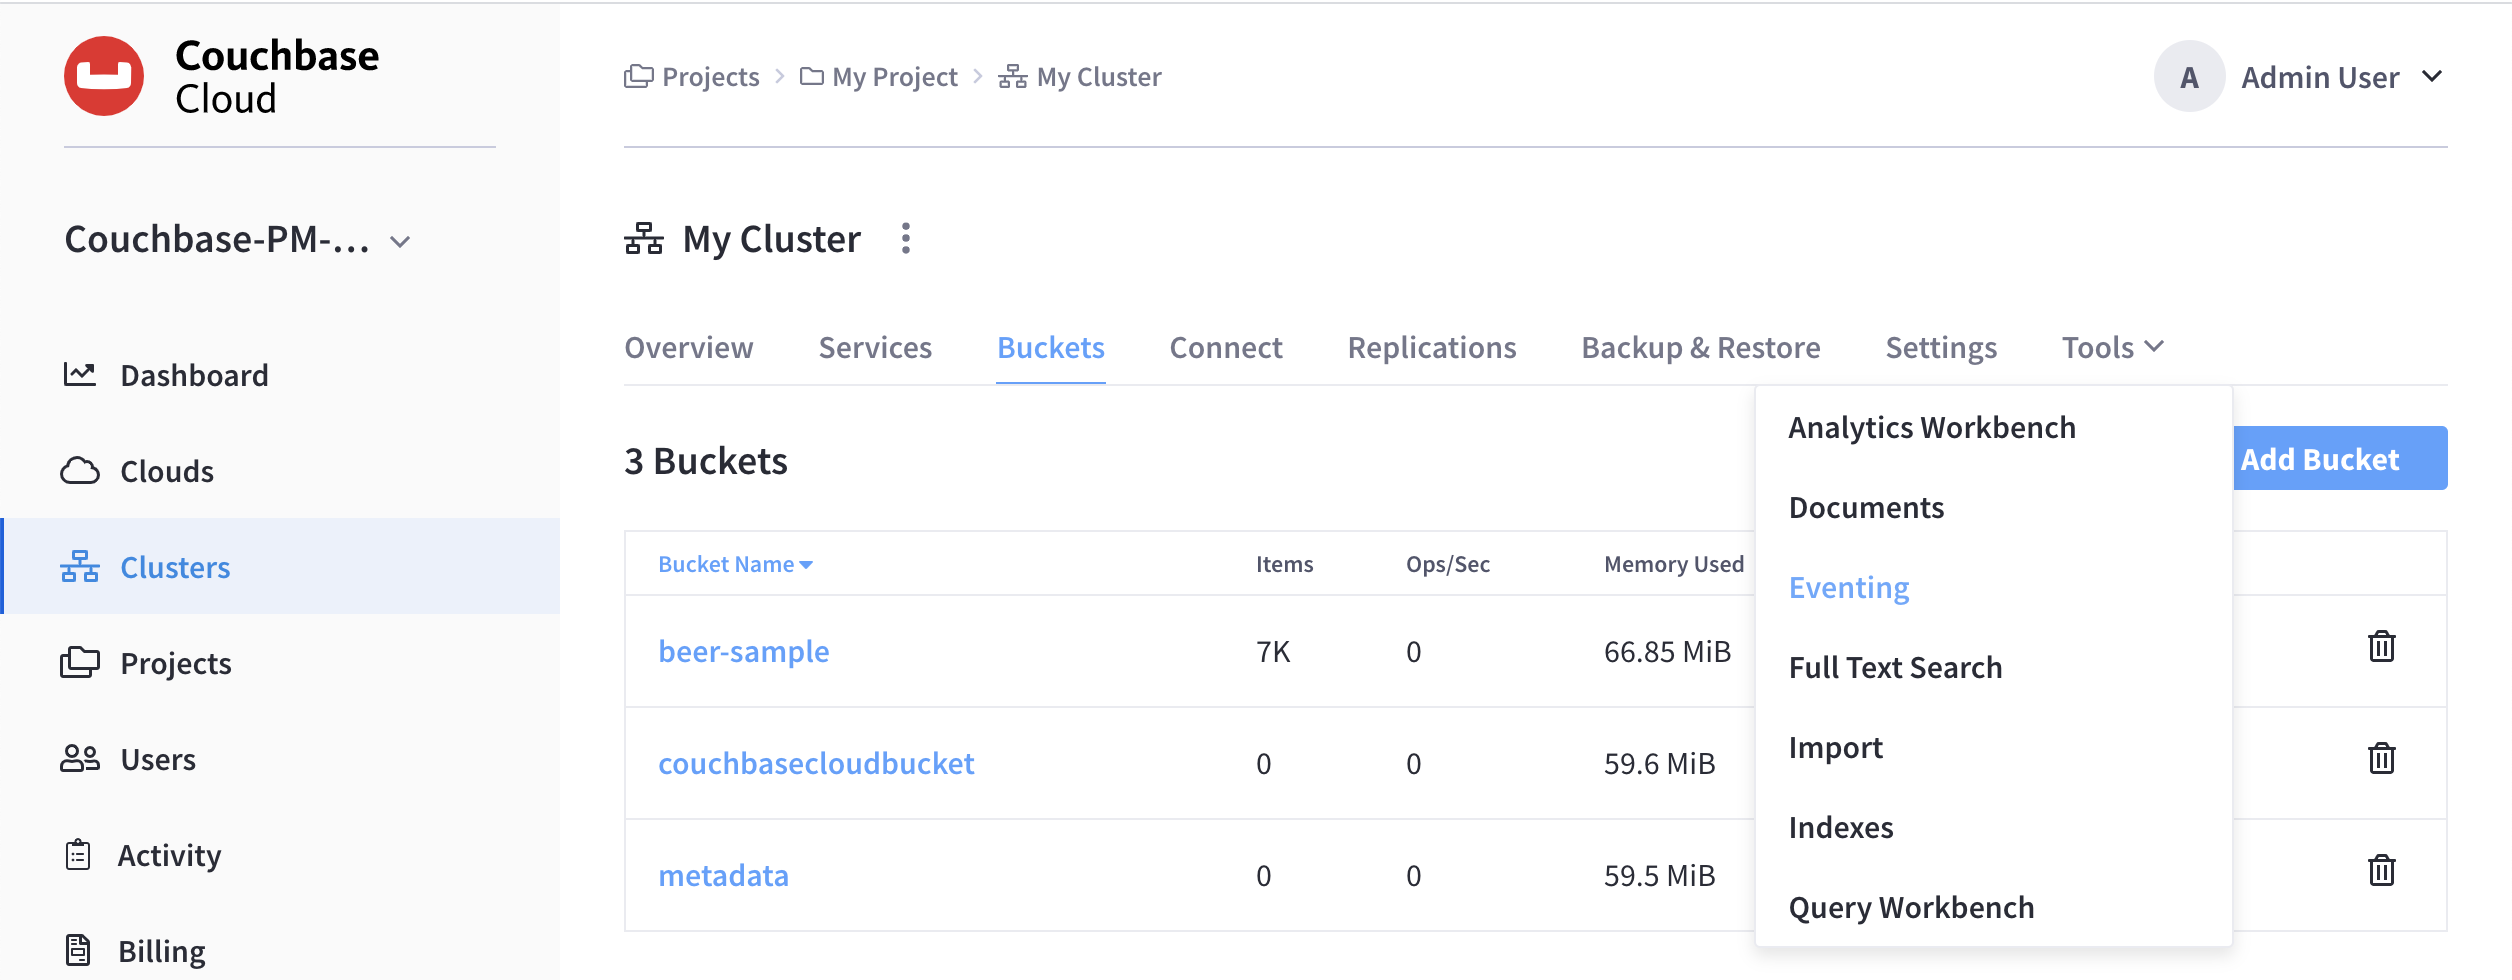 Couchbase
Cloud
Projects > My Project > My Cluster
A Admin User
Couchbase-PM-...
My Cluster
Dashboard
Clouds
Clusters
Projects
Users
Activity
Billing
Overview Services Buckets Connect Replications Backup & Restore Settings Tools
3 Buckets
Add Bucket
Bucket Name Items Ops/Sec Memory Used
beer-sample 7K 0 66.85 MiB
couchbasecloudbucket 0 0 59.6 MiB
metadata 0 0 59.5 MiB
Analytics Workbench
Documents
Eventing
Full Text Search
Import
Indexes
Query Workbench